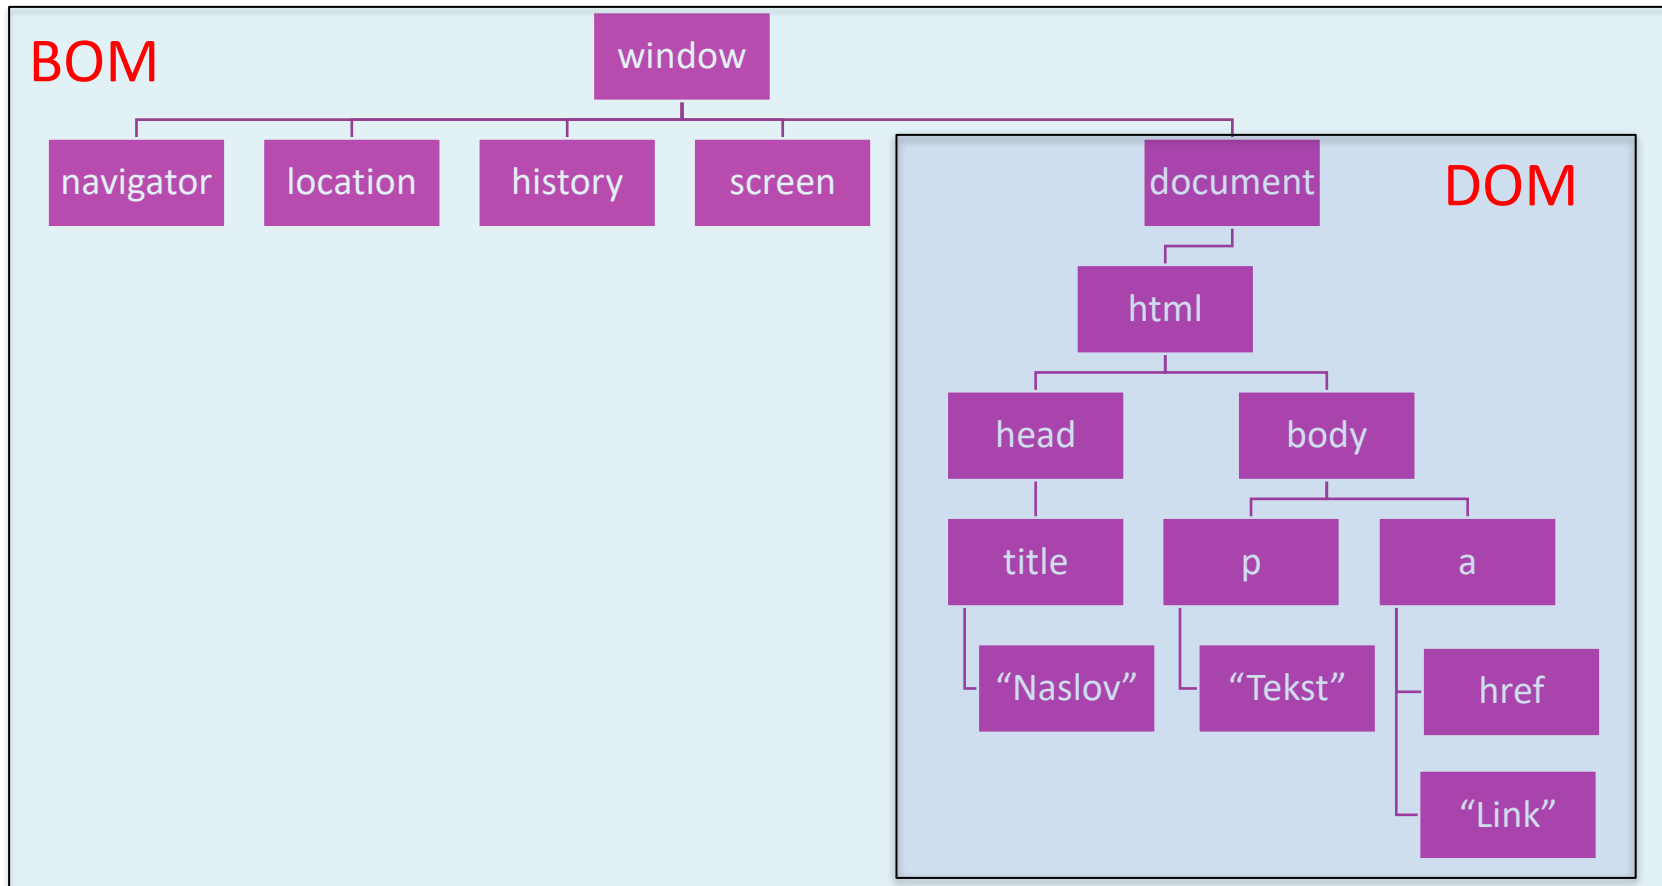 BOM
window
navigator
location
history
screen
document
DOM
html
head
body
title
p
a
“Naslov”
“Tekst”
href
“Link”